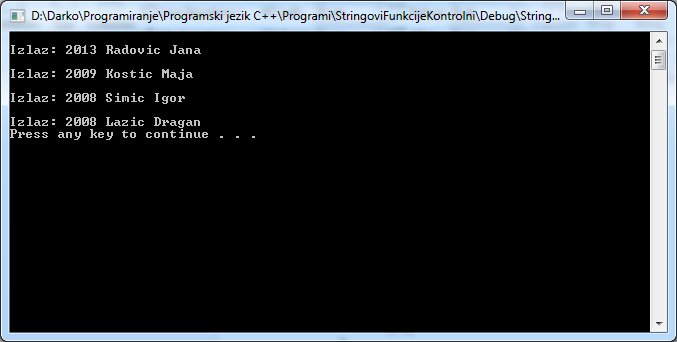 D:\Darko\Programiranje\Programski jezik C++\Programi\StringoviFunkcijeKontrolni\Debug\String...
Izlaz: 2013 Radovic Jana
Izlaz: 2009 Kostic Maja
Izlaz: 2008 Simic Igor
Izlaz: 2008 Lazic Dragan
Press any key to continue . . .